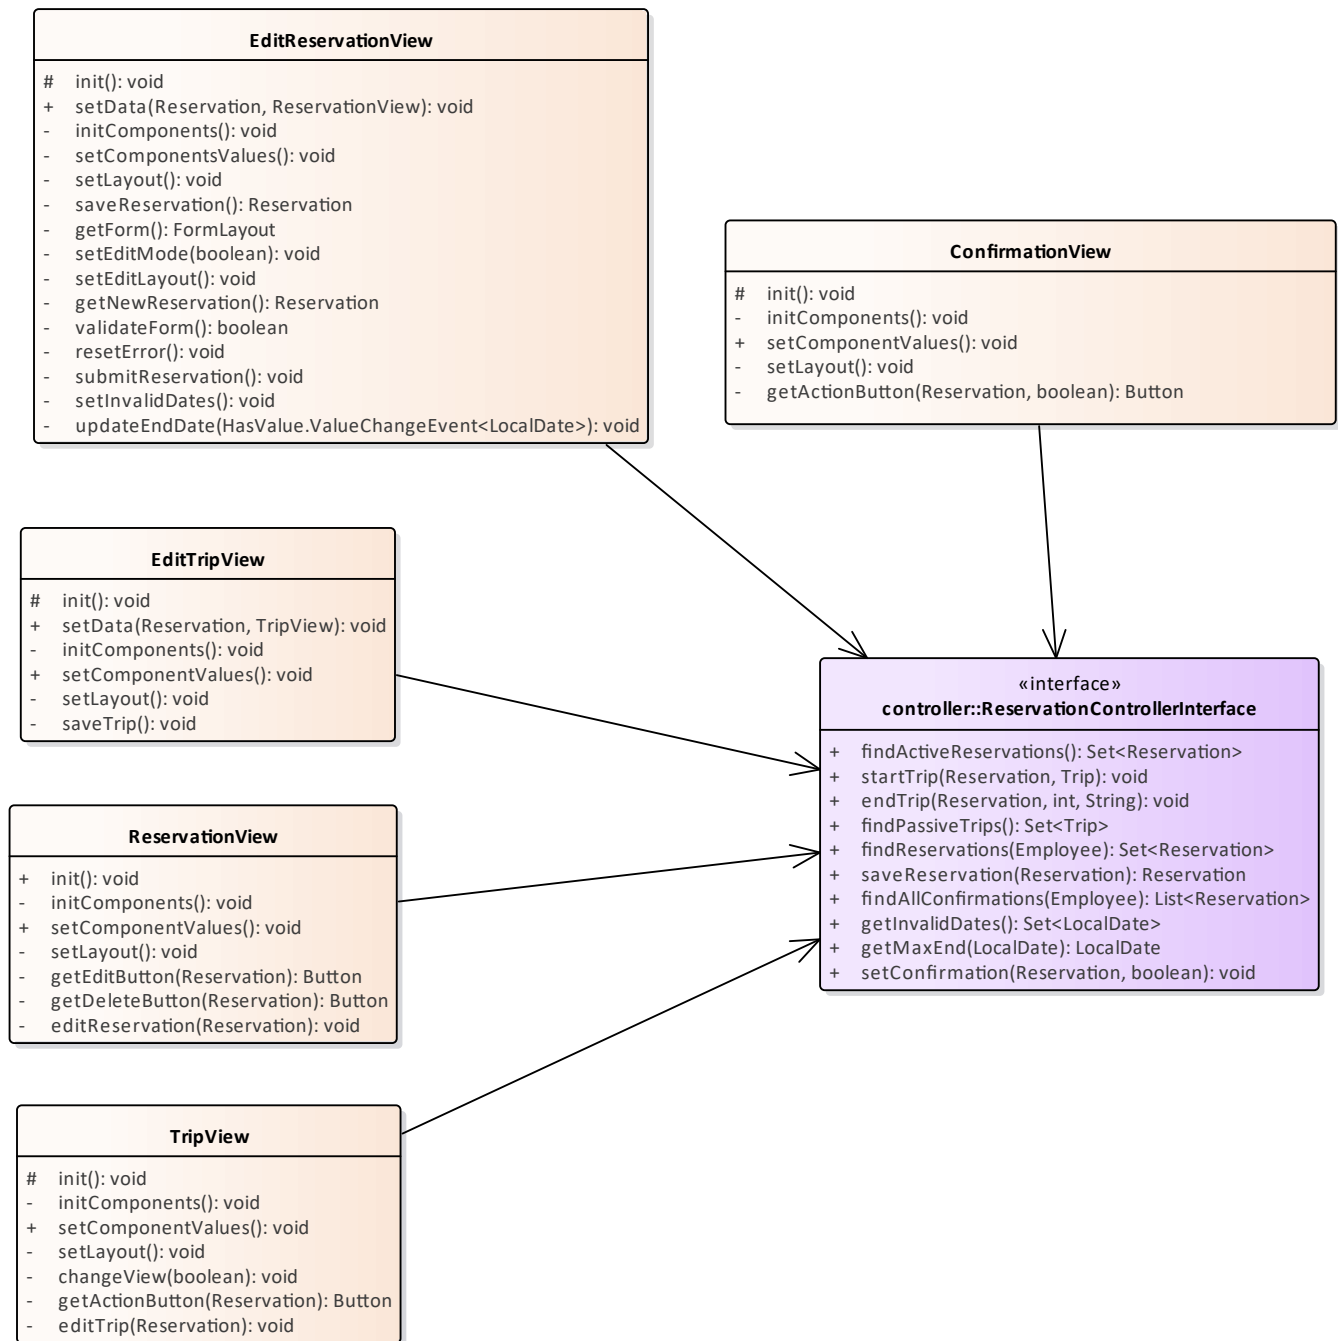 EditReservationView
# init(): void
+ setData(Reservation, ReservationView): void
- initComponents(): void
- setComponentsValues(): void
- setLayout(): void
- saveReservation(): Reservation
- getForm(): FormLayout
- setEditMode(boolean): void
- setEditLayout(): void
- getNewReservation(): Reservation
- validateForm(): boolean
- resetError(): void
- submitReservation(): void
- setInvalidDates(): void
- updateEndDate(HasValue.ValueChangeEvent<LocalDate>): void
ConfirmationView
# init(): void
- initComponents(): void
+ setComponentValues(): void
- setLayout(): void
- getActionButton(Reservation, boolean): Button
EditTripView
# init(): void
+ setData(Reservation, TripView): void
- initComponents(): void
+ setComponentValues(): void
- setLayout(): void
- saveTrip(): void
«interface»
controller::ReservationControllerInterface
+ findActiveReservations(): Set<Reservation>
+ startTrip(Reservation, Trip): void
+ endTrip(Reservation, int, String): void
+ findPassiveTrips(): Set<Trip>
+ findReservations(Employee): Set<Reservation>
+ saveReservation(Reservation): Reservation
+ findAllConfirmations(Employee): List<Reservation>
+ getInvalidDates(): Set<LocalDate>
+ getMaxEnd(LocalDate): LocalDate
+ setConfirmation(Reservation, boolean): void
ReservationView
+ init(): void
- initComponents(): void
+ setComponentValues(): void
- setLayout(): void
- getEditButton(Reservation): Button
- getDeleteButton(Reservation): Button
- editReservation(Reservation): void
TripView
# init(): void
- initComponents(): void
+ setComponentValues(): void
- setLayout(): void
- changeView(boolean): void
- getActionButton(Reservation): Button
- editTrip(Reservation): void